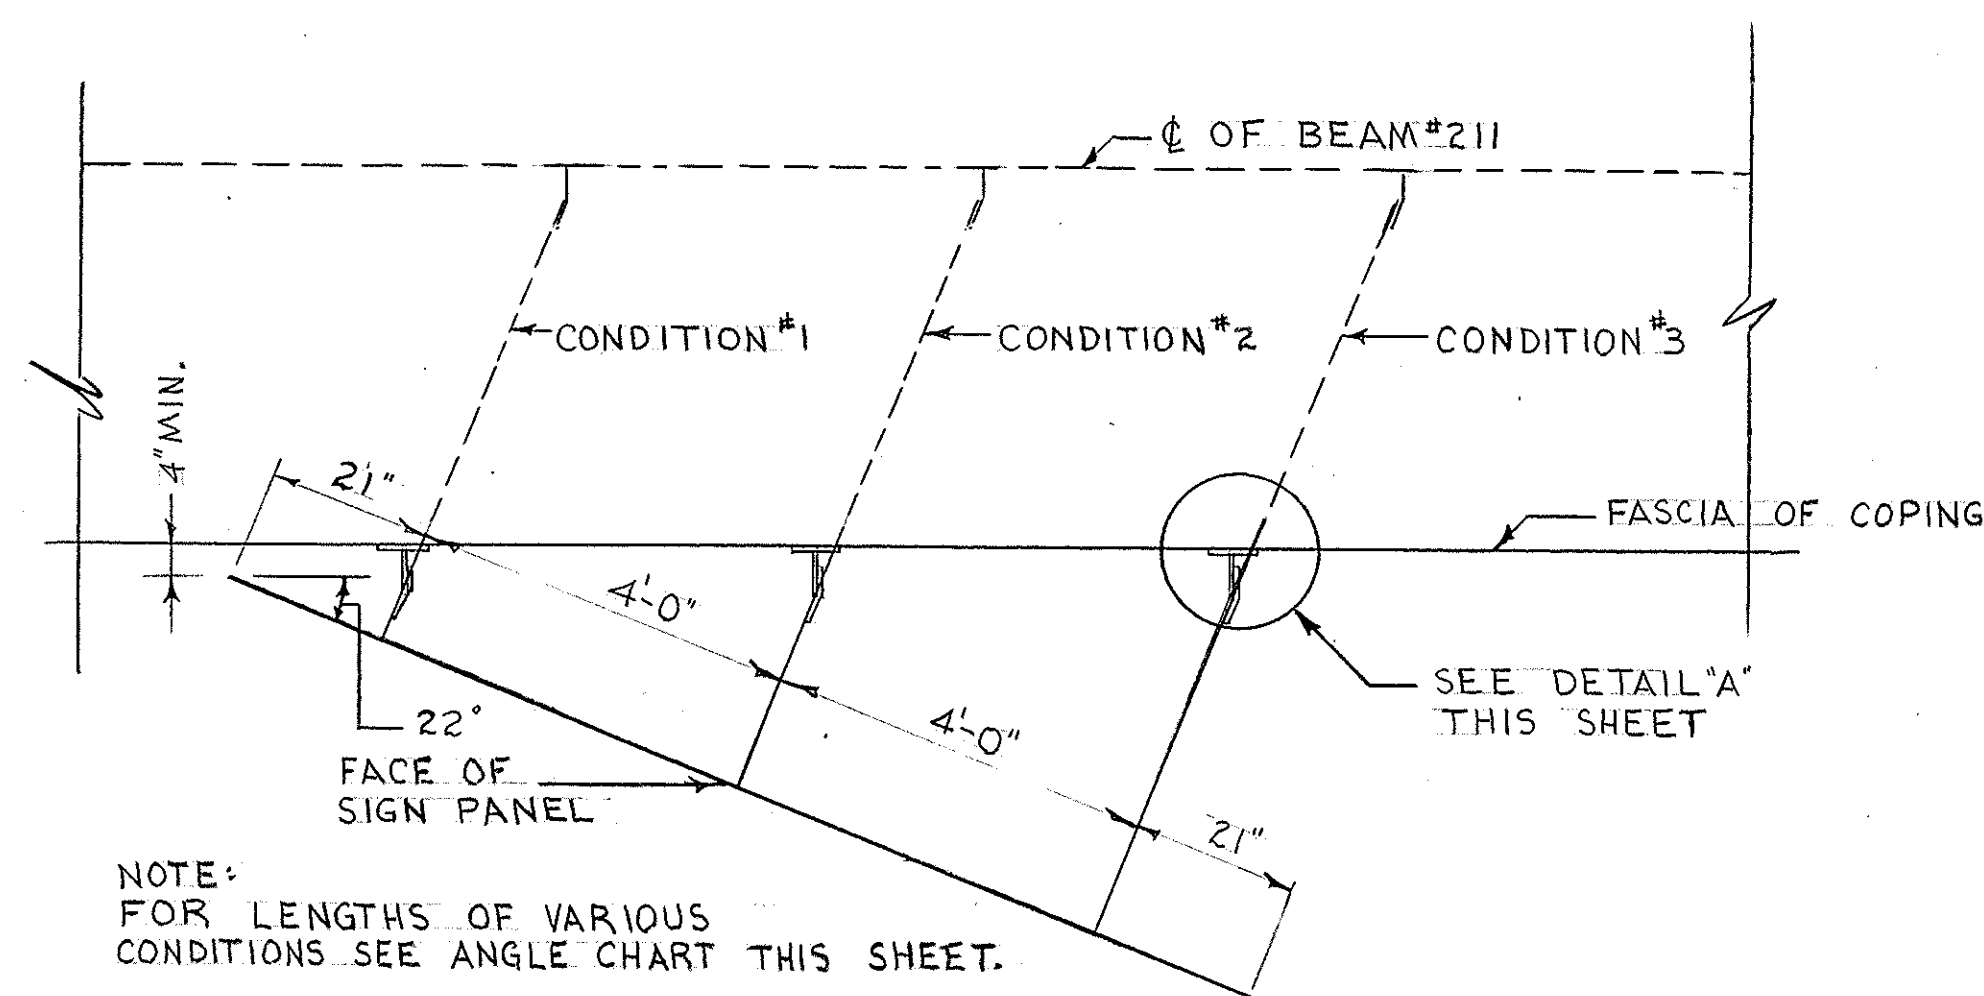 ℄ OF BEAM #211
CONDITION #1
CONDITION #2
CONDITION #3
4" MIN.
21"
4'-0"
FASCIA OF COPING
4'-0"
SEE DETAIL "A"
THIS SHEET
22°
FACE OF
SIGN PANEL
21"
NOTE:
FOR LENGTHS OF VARIOUS
CONDITIONS SEE ANGLE CHART THIS SHEET.